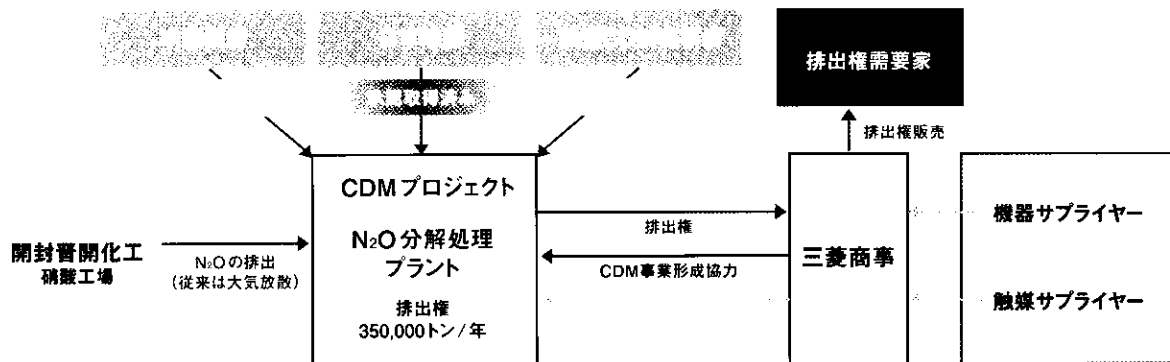 排出権需要家
排出権販売
CDMプロジェクト
N₂O分解処理
プラント
排出権
350,000トン/年
開封晋開化工
硝酸工場
N₂Oの排出
(従来は大気放散)
排出権
CDM事業形成協力
三菱商事
機器サプライヤー
触媒サプライヤー